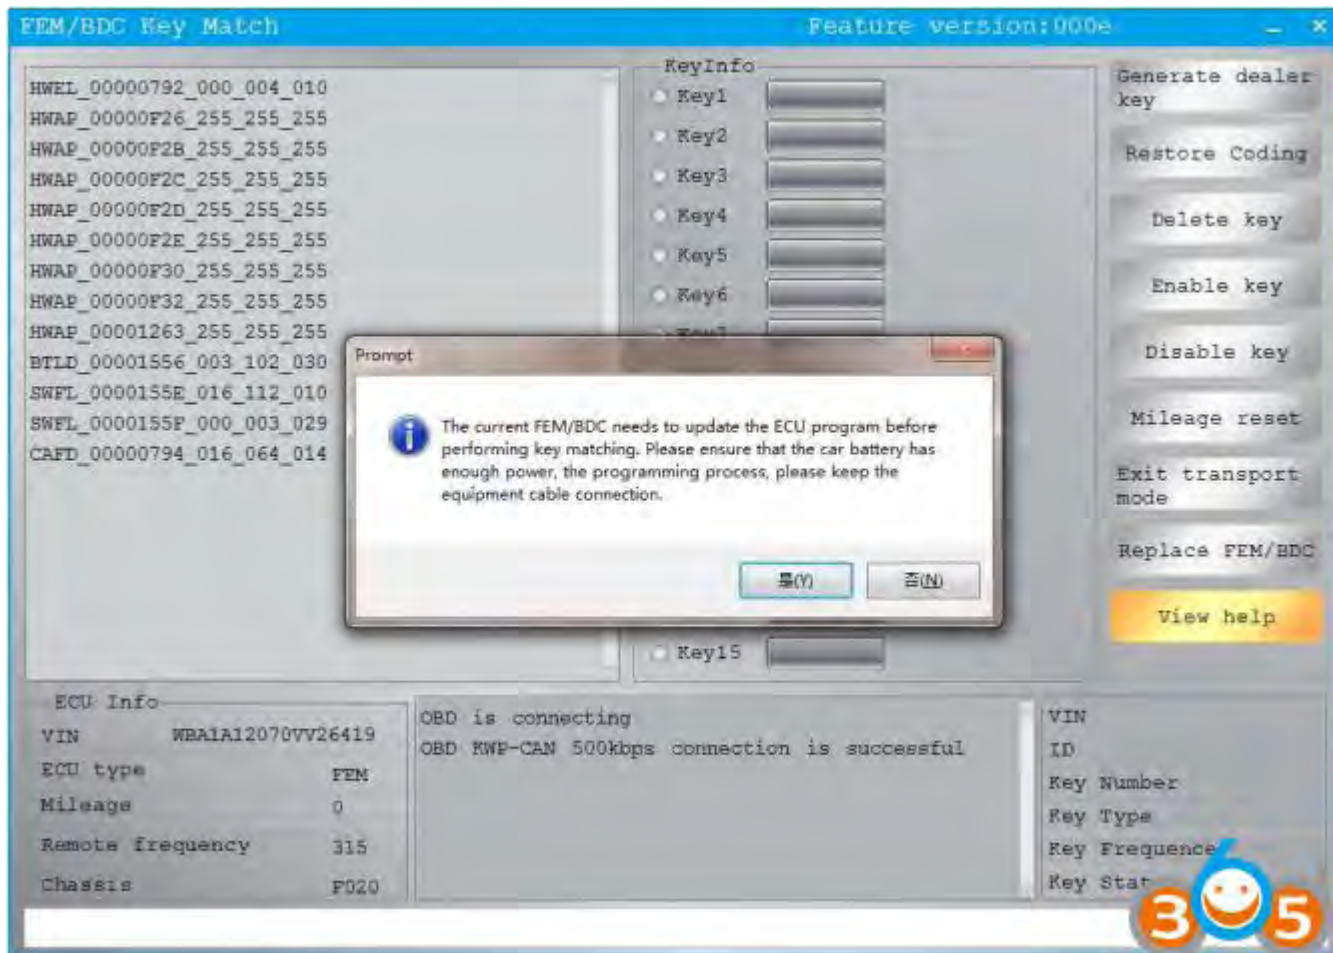 FEM/BDC Key Match
Feature version:000e
HWEL_00000792_000_004_010
HWAP_00000F26_255_255_255
HWAP_00000F2B_255_255_255
HWAP_00000F2C_255_255_255
HWAP_00000F2D_255_255_255
HWAP_00000F2E_255_255_255
HWAP_00000F30_255_255_255
HWAP_00000F32_255_255_255
HWAP_00001263_255_255_255
BTLD_00001556_003_102_030
SWFL_0000155E_016_112_010
SWFL_0000155F_000_003_029
CAFD_00000794_016_064_014
KeyInfo
Key1
Key2
Key3
Key4
Key5
Key6
Key15
Generate dealer
key
Restore Coding
Delete key
Enable key
Disable key
Mileage reset
Exit transport
mode
Replace FEM/BDC
View help
Prompt
The current FEM/BDC needs to update the ECU program before
performing key matching. Please ensure that the car battery has
enough power, the programming process, please keep the
equipment cable connection.
是(Y)
否(N)
ECU Info
VIN WBA1A12070VV26419
ECU type FEM
Mileage 0
Remote frequency 315
Chassis F020
OBD is connecting
OBD KWP-CAN 500kbps connection is successful
VIN
ID
Key Number
Key Type
Key Frequence
Key Stat
365